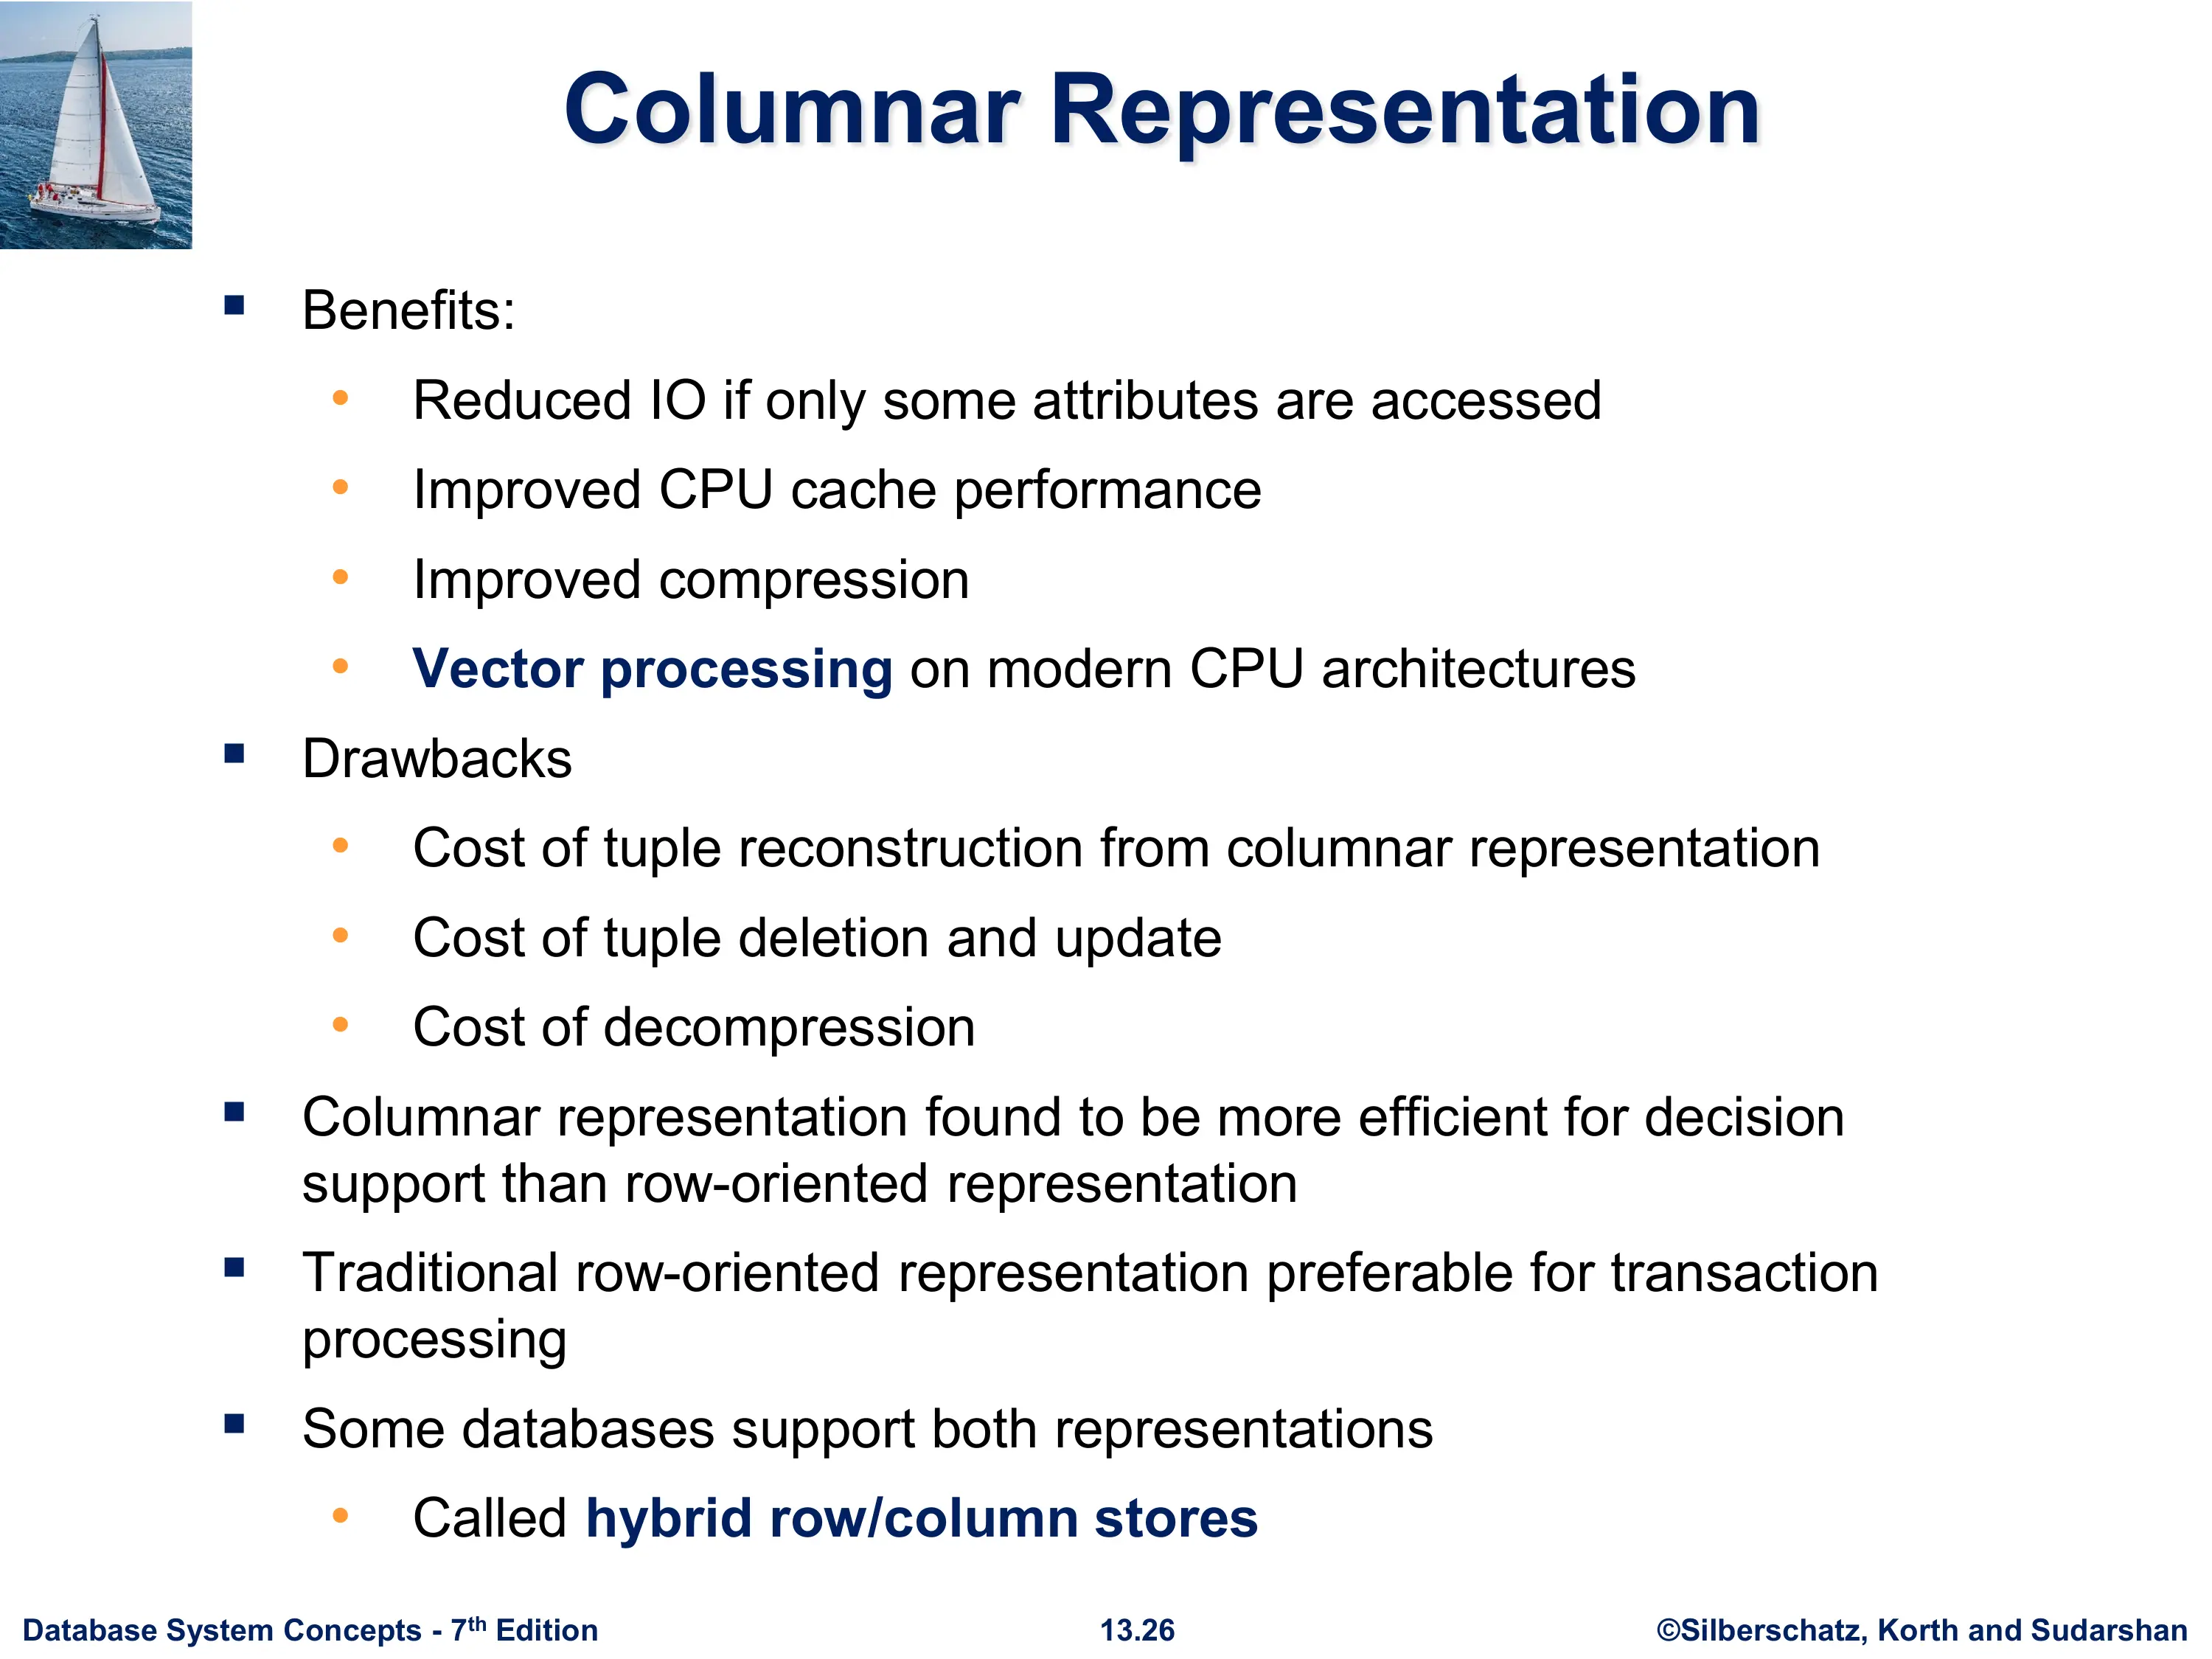 Columnar Representation
Benefits:
Reduced IO if only some attributes are accessed
Improved CPU cache performance
Improved compression
Vector processing on modern CPU architectures
Drawbacks
Cost of tuple reconstruction from columnar representation
Cost of tuple deletion and update
Cost of decompression
Columnar representation found to be more efficient for decision
support than row-oriented representation
Traditional row-oriented representation preferable for transaction
processing
Some databases support both representations
Called hybrid row/column stores
Database System Concepts - 7th Edition
13.26
©Silberschatz, Korth and Sudarshan